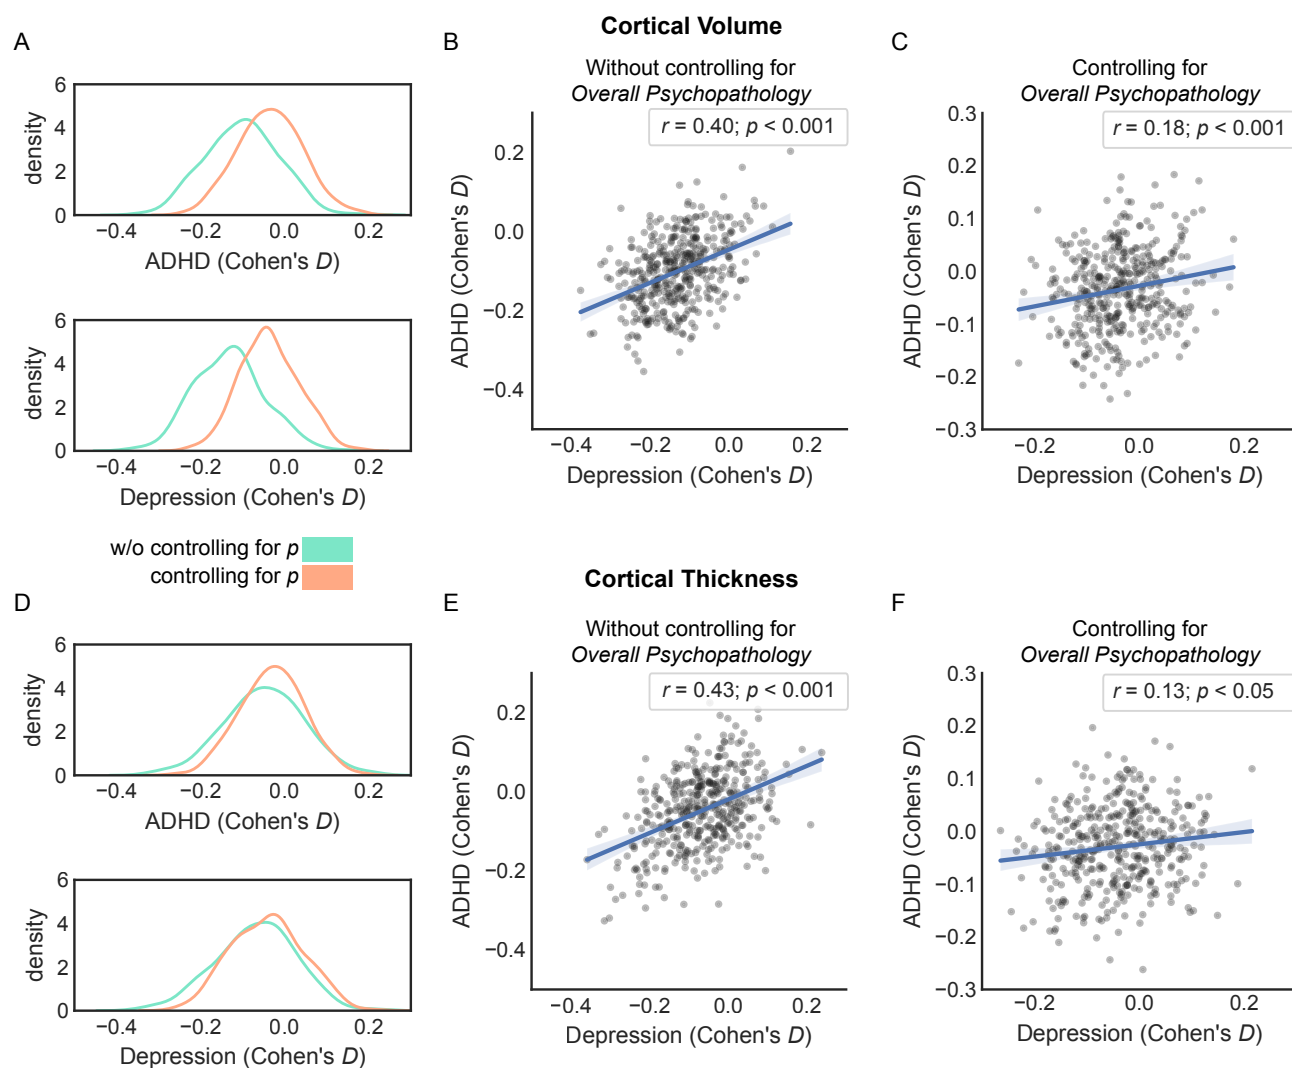 Cortical Volume
A
6
4
2
0
density
−0.4
−0.2
0.0
0.2
ADHD (Cohen's D)
6
4
2
0
density
−0.4
−0.2
0.0
0.2
Depression (Cohen's D)
w/o controlling for p
controlling for p
B
Without controlling for
Overall Psychopathology
r = 0.40; p < 0.001
0.2
0.0
−0.2
−0.4
ADHD (Cohen's D)
−0.4
−0.2
0.0
0.2
Depression (Cohen's D)
C
Controlling for
Overall Psychopathology
r = 0.18; p < 0.001
0.3
0.2
0.1
0.0
−0.1
−0.2
−0.3
ADHD (Cohen's D)
−0.2
0.0
0.2
Depression (Cohen's D)
Cortical Thickness
D
6
4
2
0
density
−0.4
−0.2
0.0
0.2
ADHD (Cohen's D)
6
4
2
0
density
−0.4
−0.2
0.0
0.2
Depression (Cohen's D)
E
Without controlling for
Overall Psychopathology
r = 0.43; p < 0.001
0.2
0.0
−0.2
−0.4
ADHD (Cohen's D)
−0.4
−0.2
0.0
0.2
Depression (Cohen's D)
F
Controlling for
Overall Psychopathology
r = 0.13; p < 0.05
0.3
0.2
0.1
0.0
−0.1
−0.2
−0.3
ADHD (Cohen's D)
−0.2
0.0
0.2
Depression (Cohen's D)